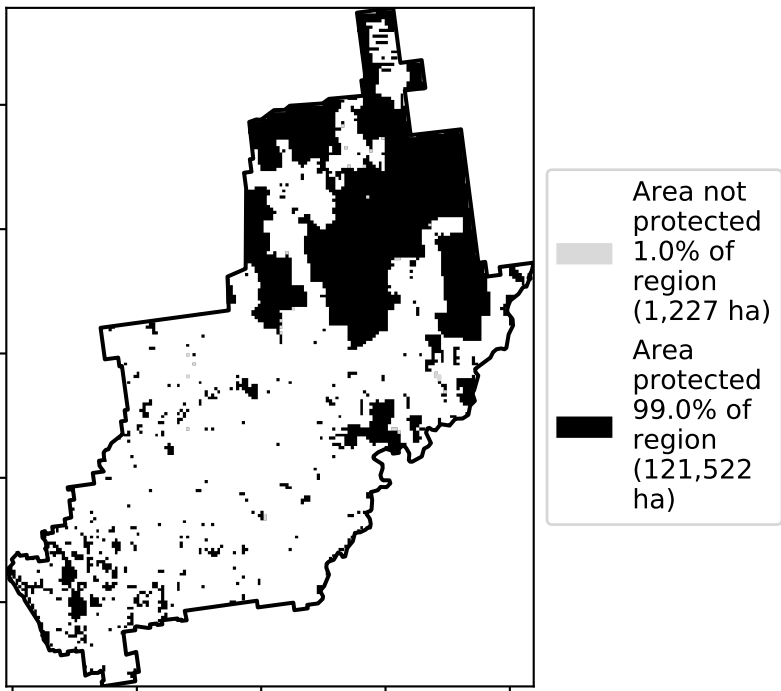 Area not
protected
1.0% of
region
(1,227 ha)
Area
protected
99.0% of
region
(121,522
ha)